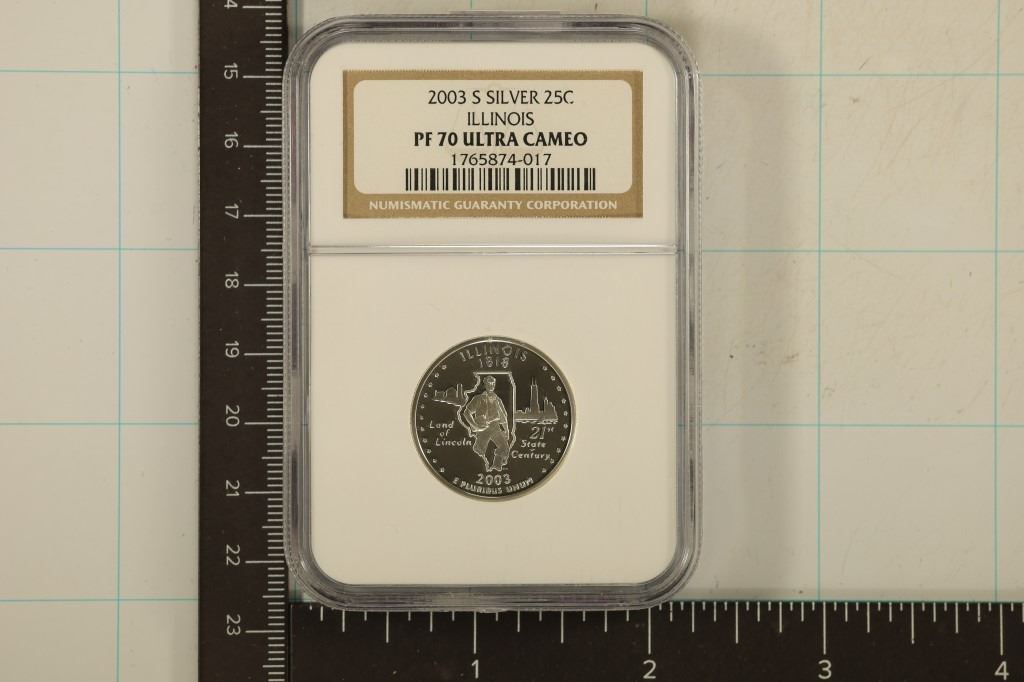 2003 S SILVER 25C
ILLINOIS
PF 70 ULTRA CAMEO
1765874-017
NUMISMATIC GUARANTY CORPORATION
ILLINOIS
1818
Land
of
Lincoln
21st
State
Century
2003
E PLURIBUS UNUM
14
15
16
17
18
19
20
21
22
23
1 2 3 4